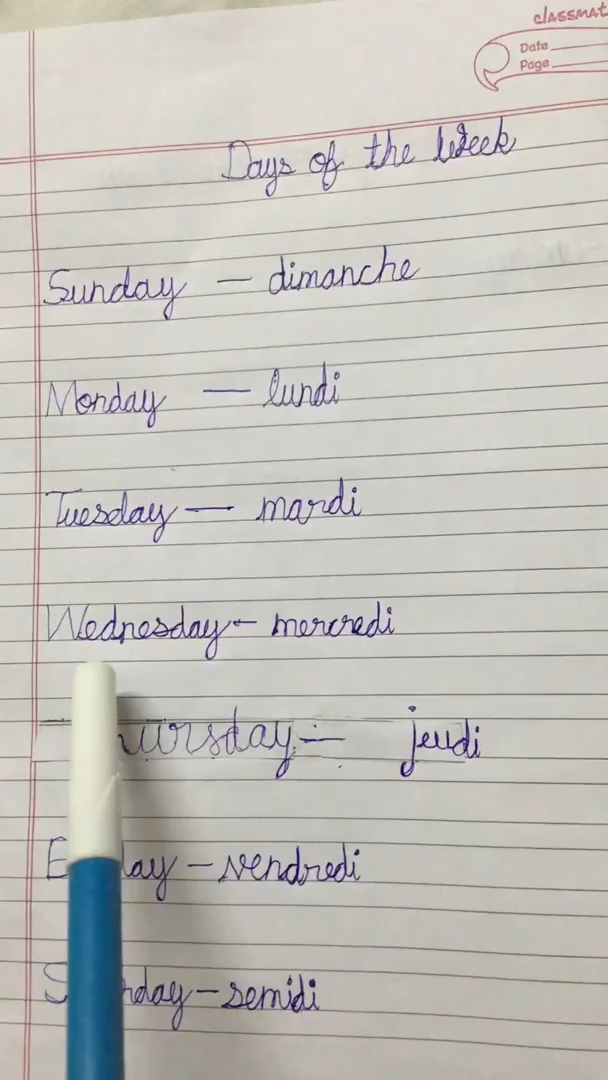 classmat
Date
Page
Days of the Week
Sunday — dimanche
Monday — lundi
Tuesday — mardi
Wednesday - mercredi
— jeudi
- vendredi
- semidi